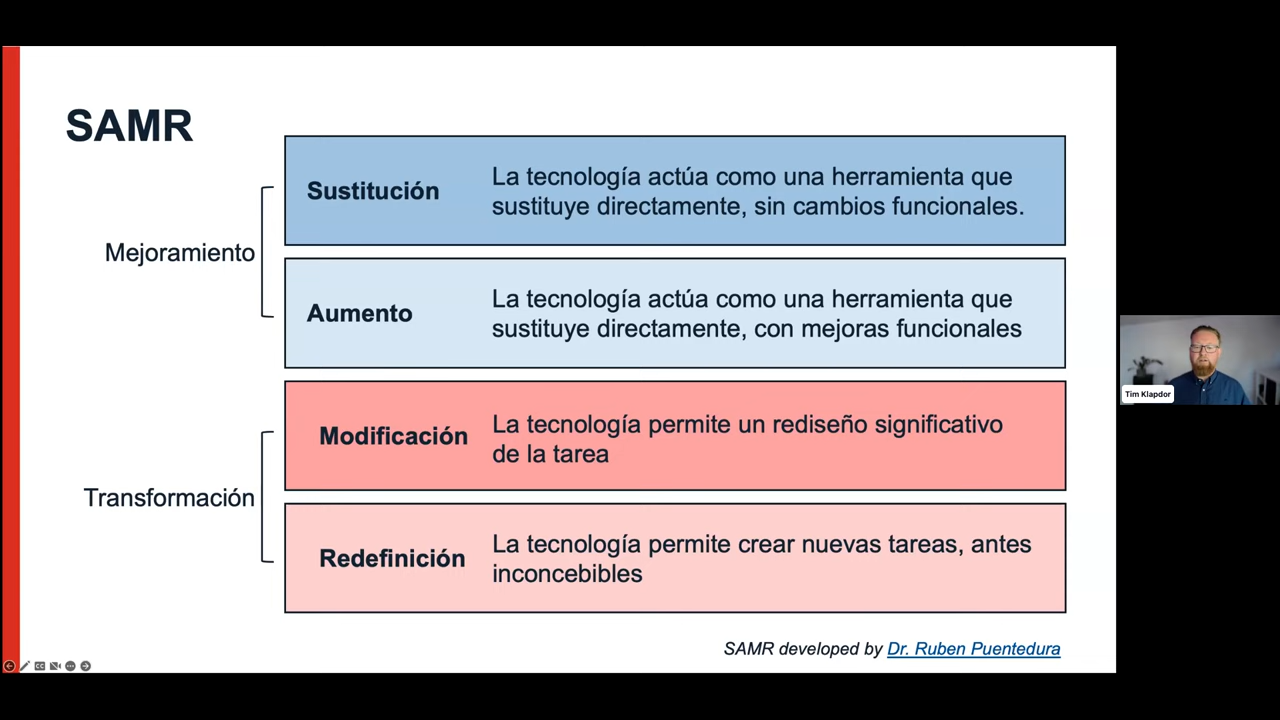 SAMR
Mejoramiento
Sustitución
La tecnología actúa como una herramienta que
sustituye directamente, sin cambios funcionales.
Aumento
La tecnología actúa como una herramienta que
sustituye directamente, con mejoras funcionales
Transformación
Modificación
La tecnología permite un rediseño significativo
de la tarea
Redefinición
La tecnología permite crear nuevas tareas, antes
inconcebibles
SAMR developed by Dr. Ruben Puentedura
Tim Klapdor